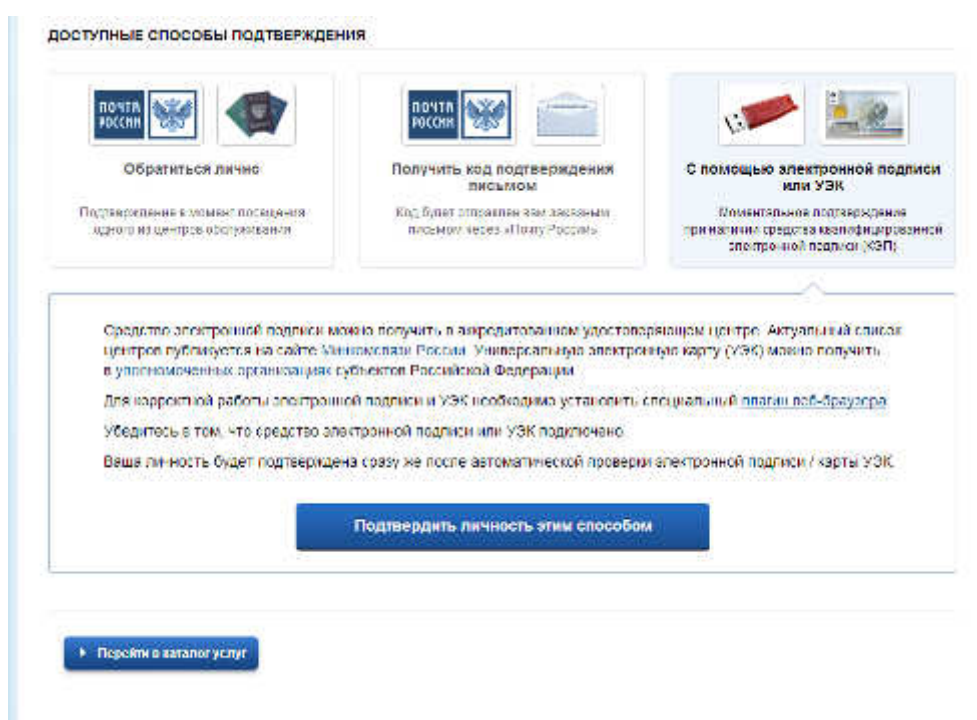 ДОСТУПНЫЕ СПОСОБЫ ПОДТВЕРЖДЕНИЯ
ПОЧТА
РОССИИ
Обратиться лично
Подтверждение в момент посещения
одного из центров обслуживания
ПОЧТА
РОССИИ
Получить код подтверждения
письмом
Код будет отправлен вам заказным
письмом через «Почту России»
С помощью электронной подписи
или УЭК
Моментальное подтверждение
при наличии средства квалифицированной
электронной подписи (КЭП)
Средство электронной подписи можно получить в аккредитованном удостоверяющем центре. Актуальный список
центров публикуется на сайте Минкомсвязи России. Универсальную электронную карту (УЭК) можно получить
в уполномоченных организациях субъектов Российской Федерации
Для корректной работы электронной подписи и УЭК необходимо установить специальный плагин веб-браузера.
Убедитесь в том, что средство электронной подписи или УЭК подключено.
Ваша личность будет подтверждена сразу же после автоматической проверки электронной подписи / карты УЭК.
Подтвердить личность этим способом
Перейти в каталог услуг